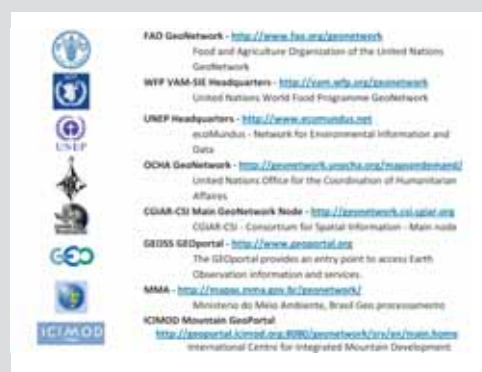 FAO GeoNetwork - http://www.fao.org/geonetwork
Food and Agriculture Organization of the United Nations
GeoNetwork
WFP VAM-SIE Headquarters - http://vam.wfp.org/geonetwork
United Nations World Food Programme GeoNetwork
UNEP Headquarters - http://www.ecomundus.net
ecoMundus - Network for Environmental Information and
Data
UNEP
OCHA GeoNetwork - http://geonetwork.unocha.org/mapsondemand/
United Nations Office for the Coordination of Humanitarian
Affaires
CGIAR-CSI Main GeoNetwork Node - http://geonetwork.csi.cgiar.org
CGIAR-CSI - Consortium for Spatial Information - Main node
GEOSS GEOportal - http://www.geoportal.org
GEO
The GEOportal provides an entry point to access Earth
Observation information and services.
MMA - http://mapas.mma.gov.br/geonetwork/
Ministerio do Meio Ambiente, Brasil Geo processamento
ICIMOD Mountain GeoPortal
ICIMOD
http://geoportal.icimod.org:8080/geonetwork/srv/en/main.home
International Centre for Integrated Mountain Development